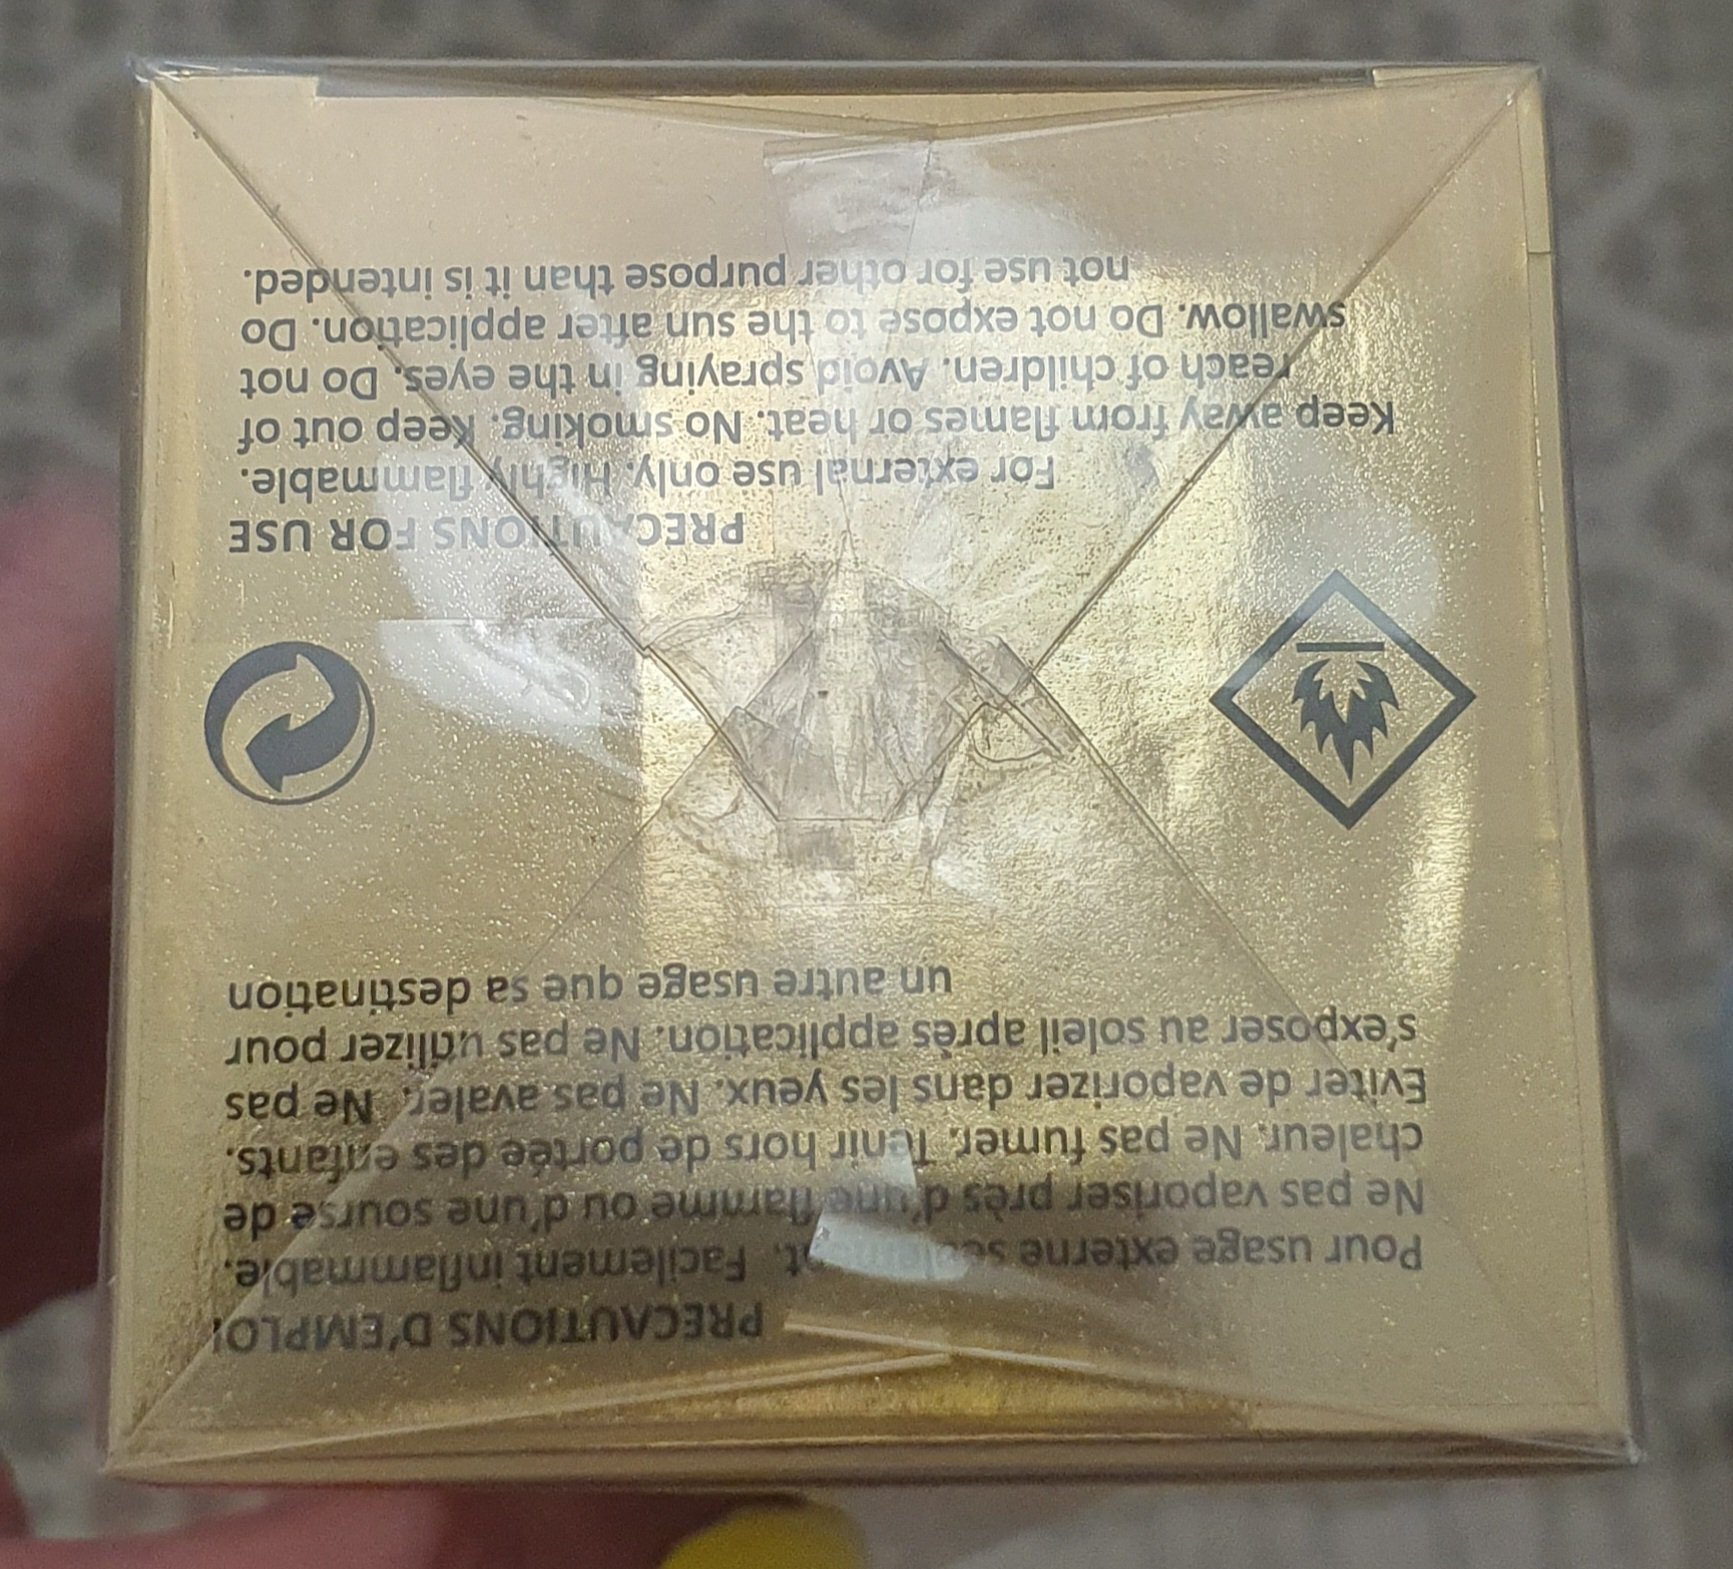 PRECAUTIONS D'EMPLOI
Pour usage externe Facilement inflammable.
Ne pas vaporiser près d'une flamme ou d'une sourse de
chaleur. Ne pas fumer. Tenir hors de portée des enfants.
Eviter de vaporizer dans les yeux. Ne pas avaler. Ne pas
s'exposer au soleil après application. Ne pas utilizer pour
un autre usage que sa destination
PRECAUTIONS FOR USE
For external use only. Highly flammable.
Keep away from flames or heat. No smoking. Keep out of
reach of children. Avoid spraying in the eyes. Do not
swallow. Do not expose to the sun after application. Do
not use for other purpose than it is intended.